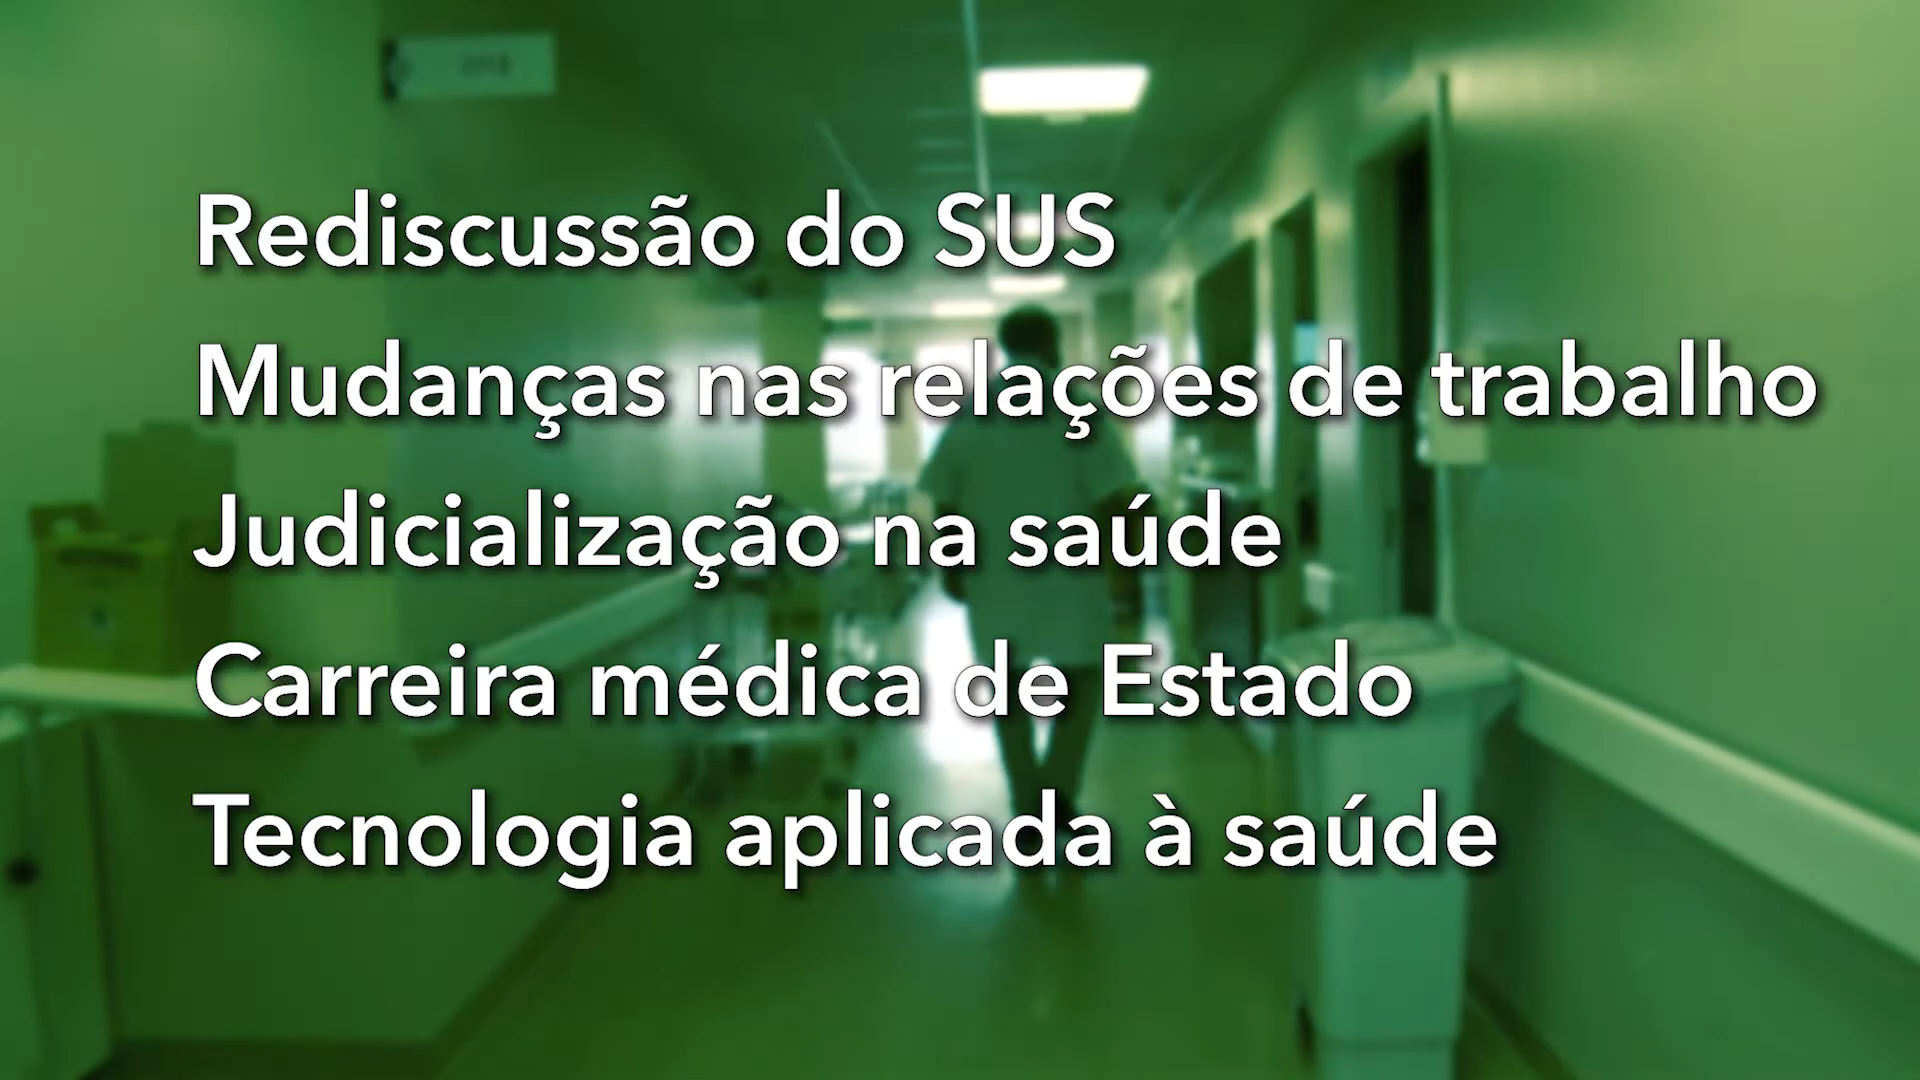 Rediscussão do SUS
Mudanças nas relações de trabalho
Judicialização na saúde
Carreira médica de Estado
Tecnologia aplicada à saúde